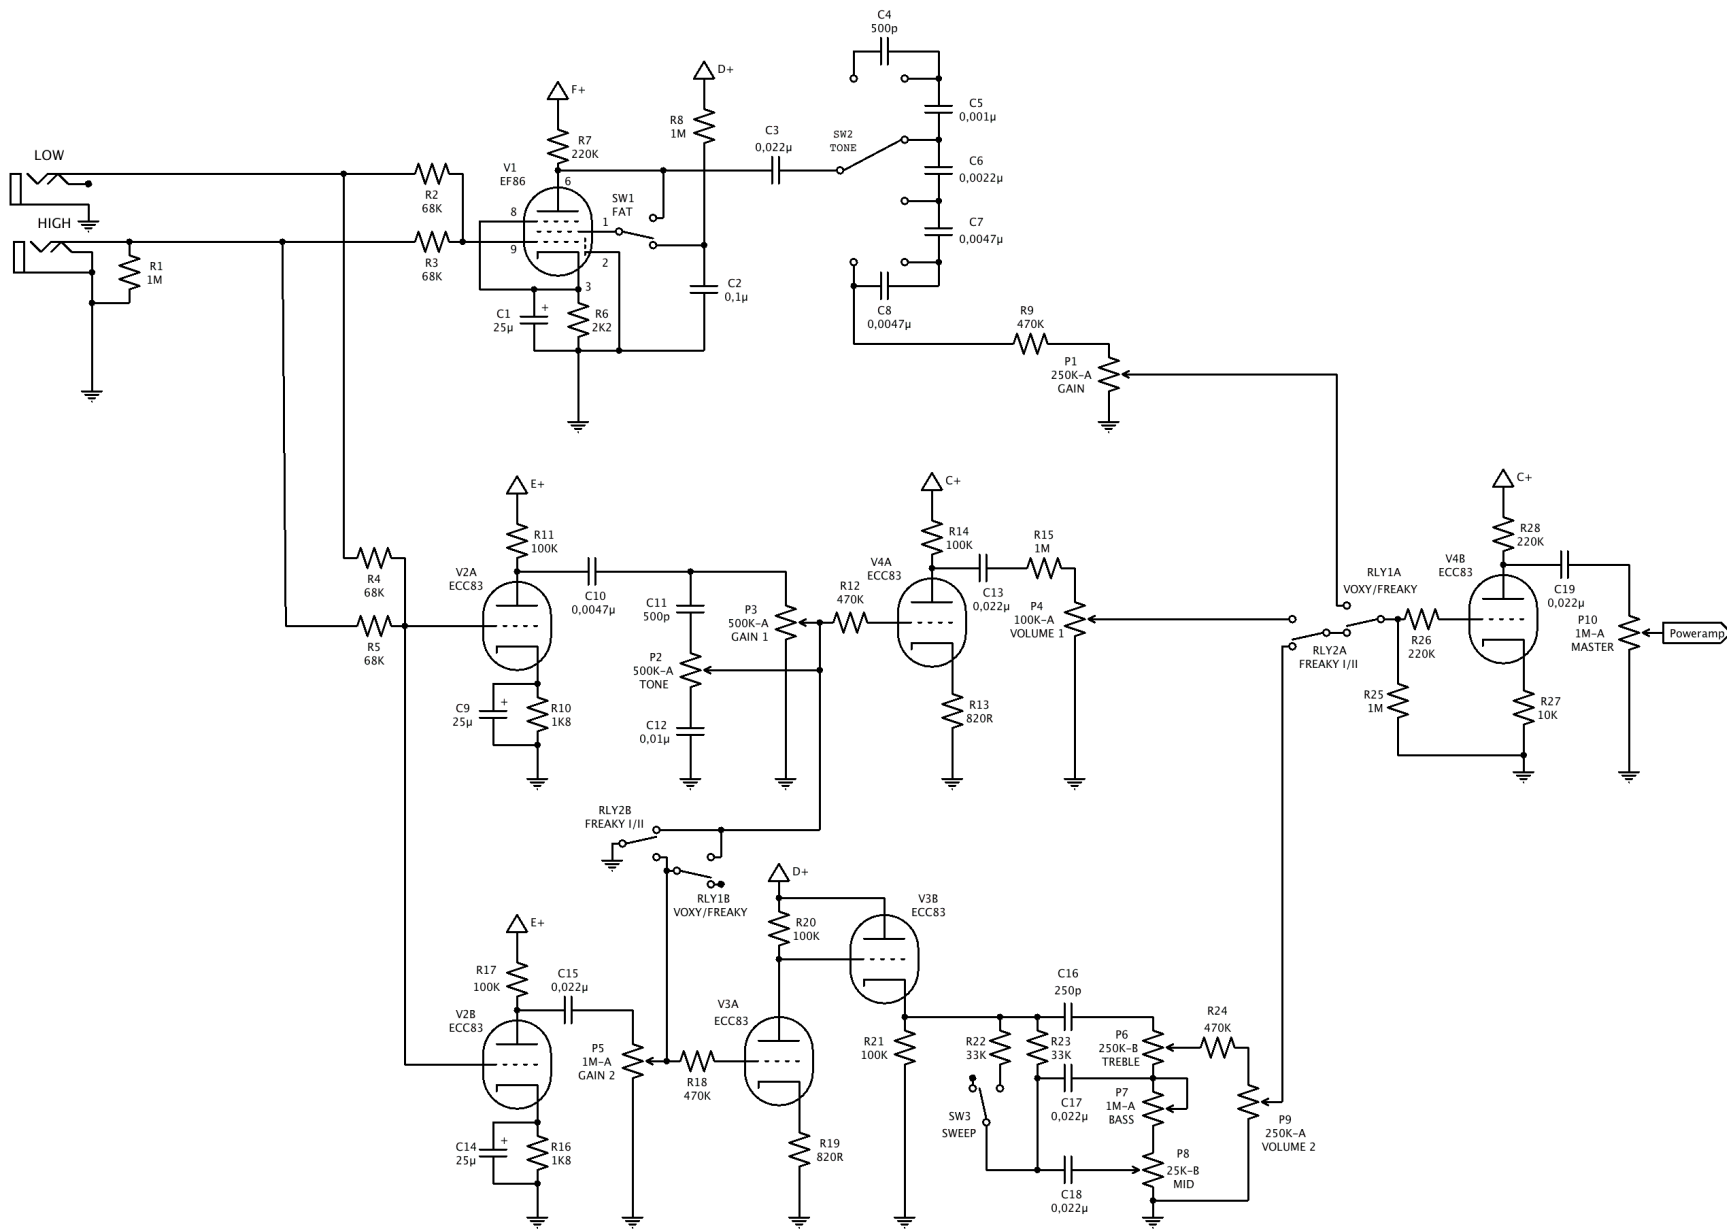 C4
500p
D+
F+
C5
0,001µ
R8
1M
C3
0,022µ
SW2
TONE
R7
220K
LOW
V1
EF86
C6
0,0022µ
R2
68K
6
SW1
FAT
8
1
HIGH
9
2
C7
0,0047µ
R1
1M
R3
68K
3
C2
0,1µ
C1
25µ
+
R6
2K2
C8
0,0047µ
R9
470K
P1
250K-A
GAIN
E+
C+
C+
R11
100K
R14
100K
R15
1M
R28
220K
V2A
ECC83
V4A
ECC83
V4B
ECC83
R4
68K
C10
0,0047µ
C11
500p
P3
500K-A
GAIN 1
R12
470K
C13
0,022µ
P4
100K-A
VOLUME 1
RLY1A
VOXY/FREAKY
C19
0,022µ
P10
1M-A
MASTER
Poweramp
R5
68K
P2
500K-A
TONE
RLY2A
FREAKY I/II
R26
220K
C9
25µ
+
R10
1K8
C12
0,01µ
R13
820R
R25
1M
R27
10K
RLY2B
FREAKY I/II
D+
RLY1B
VOXY/FREAKY
V3B
ECC83
E+
R20
100K
R17
100K
C15
0,022µ
C16
250p
V2B
ECC83
V3A
ECC83
R24
470K
P5
1M-A
GAIN 2
R21
100K
R22
33K
R23
33K
P6
250K-B
TREBLE
R18
470K
C17
0,022µ
P7
1M-A
BASS
SW3
SWEEP
P9
250K-A
VOLUME 2
C14
25µ
+
R16
1K8
R19
820R
P8
25K-B
MID
C18
0,022µ